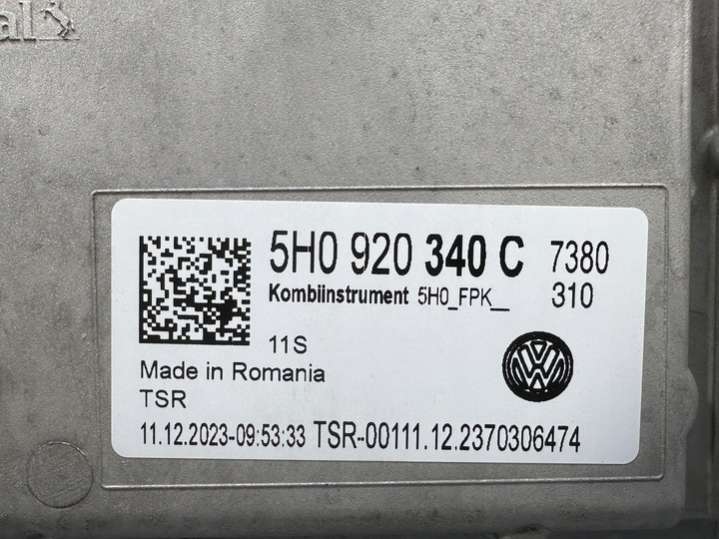 5H0 920 340 C 7380
Kombiinstrument 5H0_FPK__ 310
11S
Made in Romania
TSR
11.12.2023-09:53:33 TSR-00111.12.2370306474